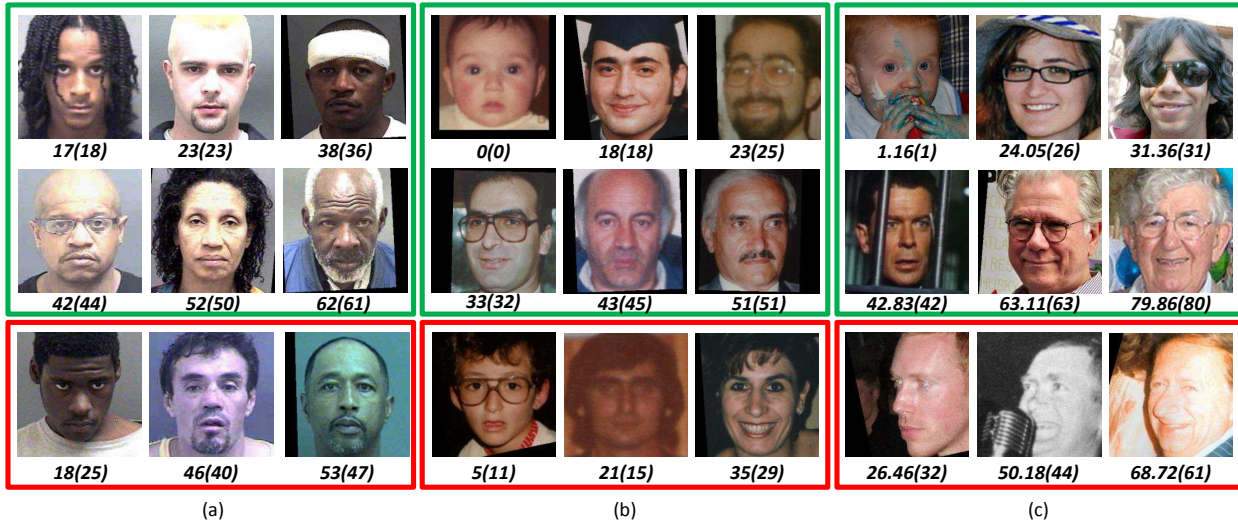 17(18) 23(23) 38(36) 0(0) 18(18) 23(25) 1.16(1) 24.05(26) 31.36(31)
42(44) 52(50) 62(61) 33(32) 43(45) 51(51) 42.83(42) 63.11(63) 79.86(80)
18(25) 46(40) 53(47) 5(11) 21(15) 35(29) 26.46(32) 50.18(44) 68.72(61)
(a) (b) (c)